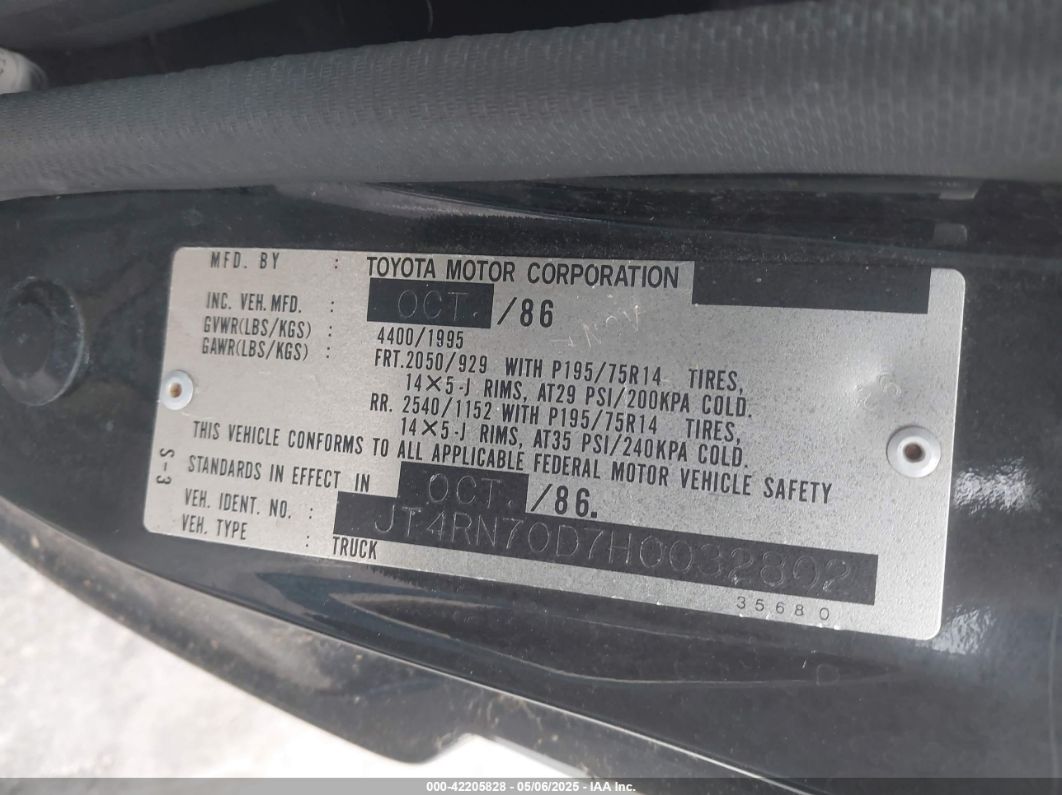 MFD. BY : TOYOTA MOTOR CORPORATION
INC. VEH. MFD. : OCT. /86
GVWR(LBS/KGS) : 4400/1995
GAWR(LBS/KGS) : FRT.2050/929 WITH P195/75R14 TIRES,
14×5-J RIMS, AT29 PSI/200KPA COLD.
RR. 2540/1152 WITH P195/75R14 TIRES,
14×5-J RIMS, AT35 PSI/240KPA COLD.
THIS VEHICLE CONFORMS TO ALL APPLICABLE FEDERAL MOTOR VEHICLE SAFETY
STANDARDS IN EFFECT IN OCT. /86.
VEH. IDENT. NO. : JT4RN70D7H0032892
VEH. TYPE : TRUCK
35680
S-3
000-42205828 - 05/06/2025 - IAA Inc.